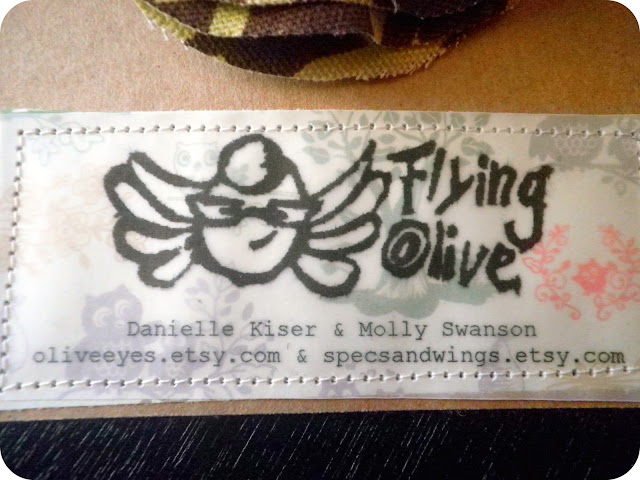 Flying
Olive
Danielle Kiser & Molly Swanson
oliveeyes.etsy.com & specsandwings.etsy.com